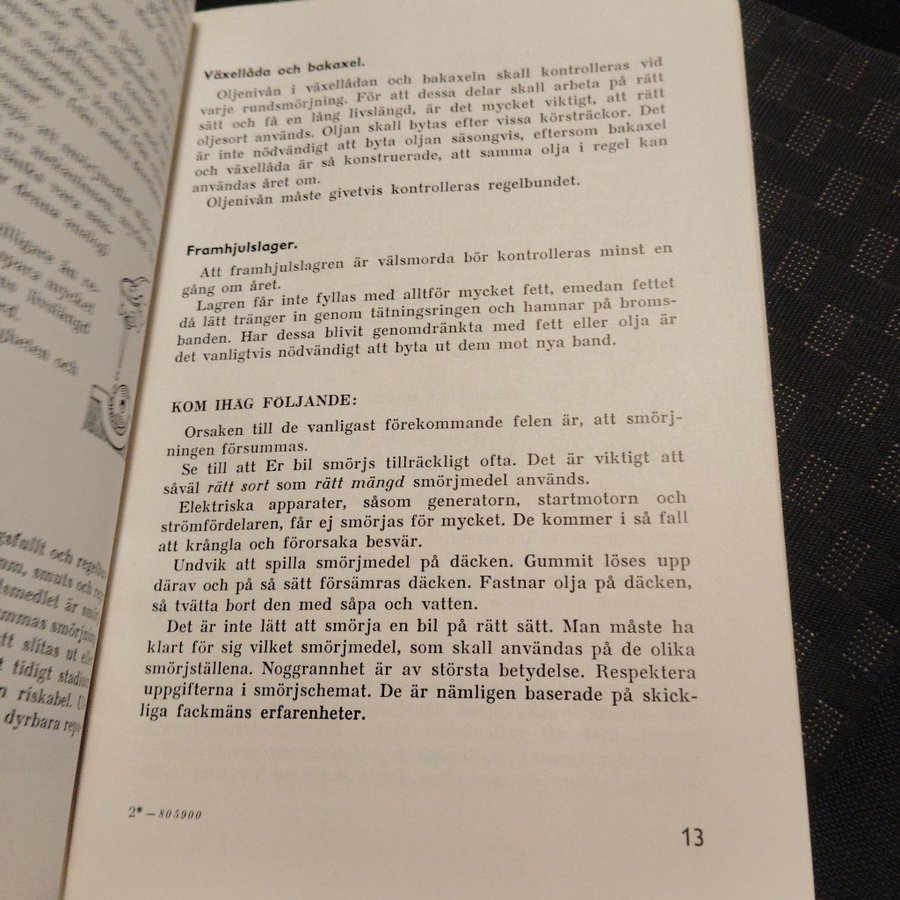 Växellåda och bakaxel.
Oljenivån i växellådan och bakaxeln skall kontrolleras vid
varje rundsmörjning. För att dessa delar skall arbeta på rätt
sätt och få en lång livslängd, är det mycket viktigt, att rätt
oljesort används. Oljan skall bytas efter vissa körsträckor. Det
är inte nödvändigt att byta oljan säsongvis, eftersom bakaxel
och växellåda är så konstruerade, att samma olja i regel kan
användas året om.
Oljenivån måste givetvis kontrolleras regelbundet.
Framhjulslager.
Att framhjulslagren är välsmorda bör kontrolleras minst en
gång om året.
Lagren får inte fyllas med alltför mycket fett, emedan fettet
då lätt tränger in genom tätningsringen och hamnar på broms-
banden. Har dessa blivit genomdränkta med fett eller olja är
det vanligtvis nödvändigt att byta ut dem mot nya band.
KOM IHÅG FÖLJANDE:
Orsaken till de vanligast förekommande felen är, att smörj-
ningen försummas.
Se till att Er bil smörjs tillräckligt ofta. Det är viktigt att
såväl rätt sort som rätt mängd smörjmedel används.
Elektriska apparater, såsom generatorn, startmotorn och
strömfördelaren, får ej smörjas för mycket. De kommer i så fall
att krångla och förorsaka besvär.
Undvik att spilla smörjmedel på däcken. Gummit löses upp
därav och på så sätt försämras däcken. Fastnar olja på däcken,
så tvätta bort den med såpa och vatten.
Det är inte lätt att smörja en bil på rätt sätt. Man måste ha
klart för sig vilket smörjmedel, som skall användas på de olika
smörjställena. Noggrannhet är av största betydelse. Respektera
uppgifterna i smörjschemat. De är nämligen baserade på skick-
liga fackmäns erfarenheter.
2* — 805900
13